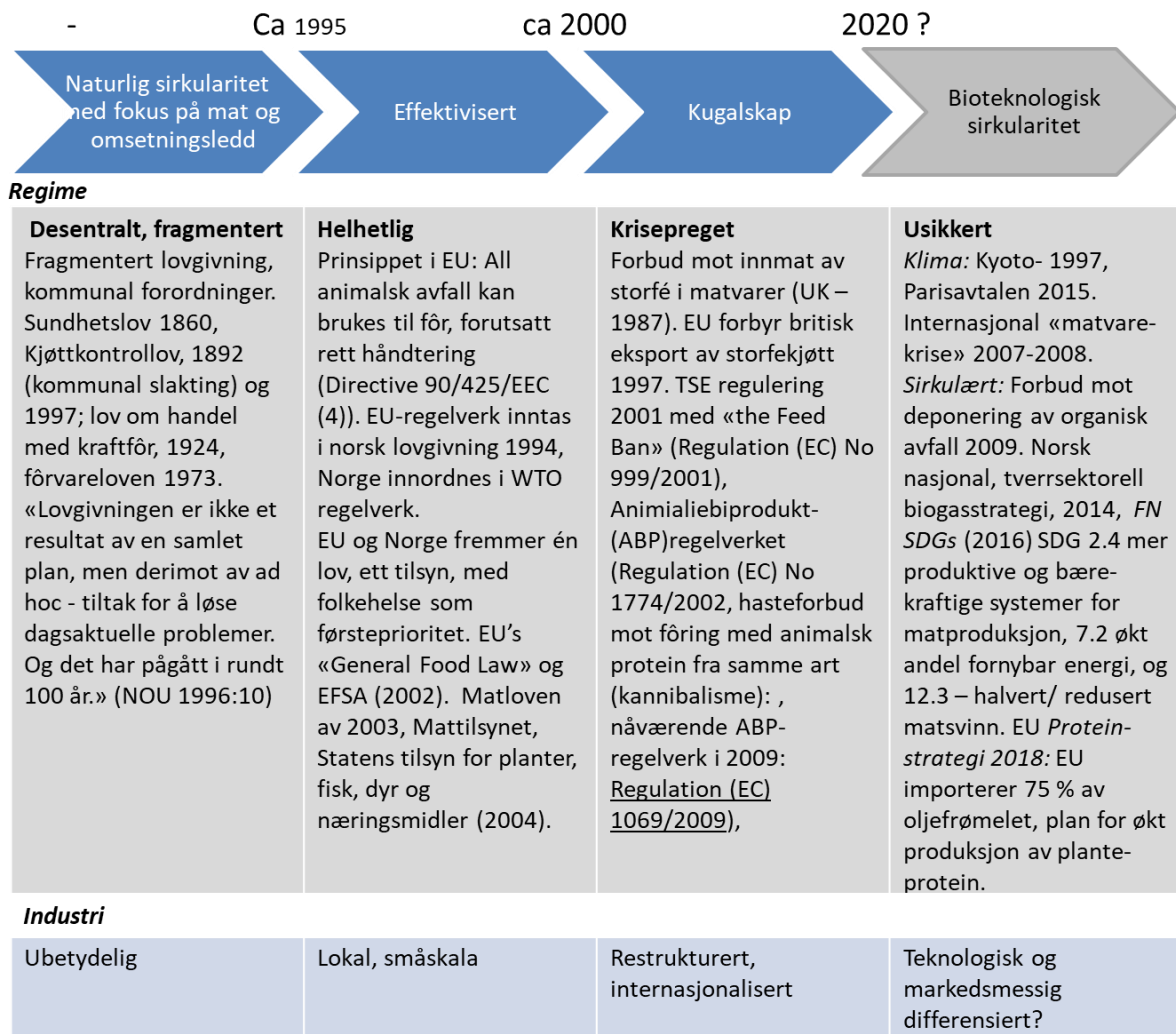 -
Ca 1995
ca 2000
2020 ?
Naturlig sirkularitet
med fokus på mat og
omsetningsledd
Effektivisert
Kugalskap
Bioteknologisk
sirkularitet
Regime
Desentralt, fragmentert
Fragmentert lovgivning,
kommunal forordninger.
Sundhetslov 1860,
Kjøttkontrollov, 1892
(kommunal slakting) og
1997; lov om handel
med kraftfôr, 1924,
fôrvareloven 1973.
«Lovgivningen er ikke et
resultat av en samlet
plan, men derimot av ad
hoc - tiltak for å løse
dagsaktuelle problemer.
Og det har pågått i rundt
100 år.» (NOU 1996:10)
Helhetlig
Prinsippet i EU: All
animalsk avfall kan
brukes til fôr, forutsatt
rett håndtering
(Directive 90/425/EEC
(4)). EU-regelverk inntas
i norsk lovgivning 1994,
Norge innordnes i WTO
regelverk.
EU og Norge fremmer én
lov, ett tilsyn, med
folkehelse som
førsteprioritet. EU’s
«General Food Law» og
EFSA (2002). Matloven
av 2003, Mattilsynet,
Statens tilsyn for planter,
fisk, dyr og
næringsmidler (2004).
Krisepreget
Forbud mot innmat av
storfé i matvarer (UK –
1987). EU forbyr britisk
eksport av storfekjøtt
1997. TSE regulering
2001 med «the Feed
Ban» (Regulation (EC) No
999/2001),
Animialiebiprodukt-
(ABP)regelverket
(Regulation (EC) No
1774/2002, hasteforbud
mot fôring med animalsk
protein fra samme art
(kannibalisme): ,
nåværende ABP-
regelverk i 2009:
Regulation (EC)
1069/2009),
Usikkert
Klima: Kyoto- 1997,
Parisavtalen 2015.
Internasjonal «matvare-
krise» 2007-2008.
Sirkulært: Forbud mot
deponering av organisk
avfall 2009. Norsk
nasjonal, tverrsektorell
biogasstrategi, 2014, FN
SDGs (2016) SDG 2.4 mer
produktive og bære-
kraftige systemer for
matproduksjon, 7.2 økt
andel fornybar energi, og
12.3 – halvert/ redusert
matsvinn. EU Protein-
strategi 2018: EU
importerer 75 % av
oljefrømelet, plan for økt
produksjon av plante-
protein.
Industri
Ubetydelig
Lokal, småskala
Restrukturert,
internasjonalisert
Teknologisk og
markedsmessig
differensiert?